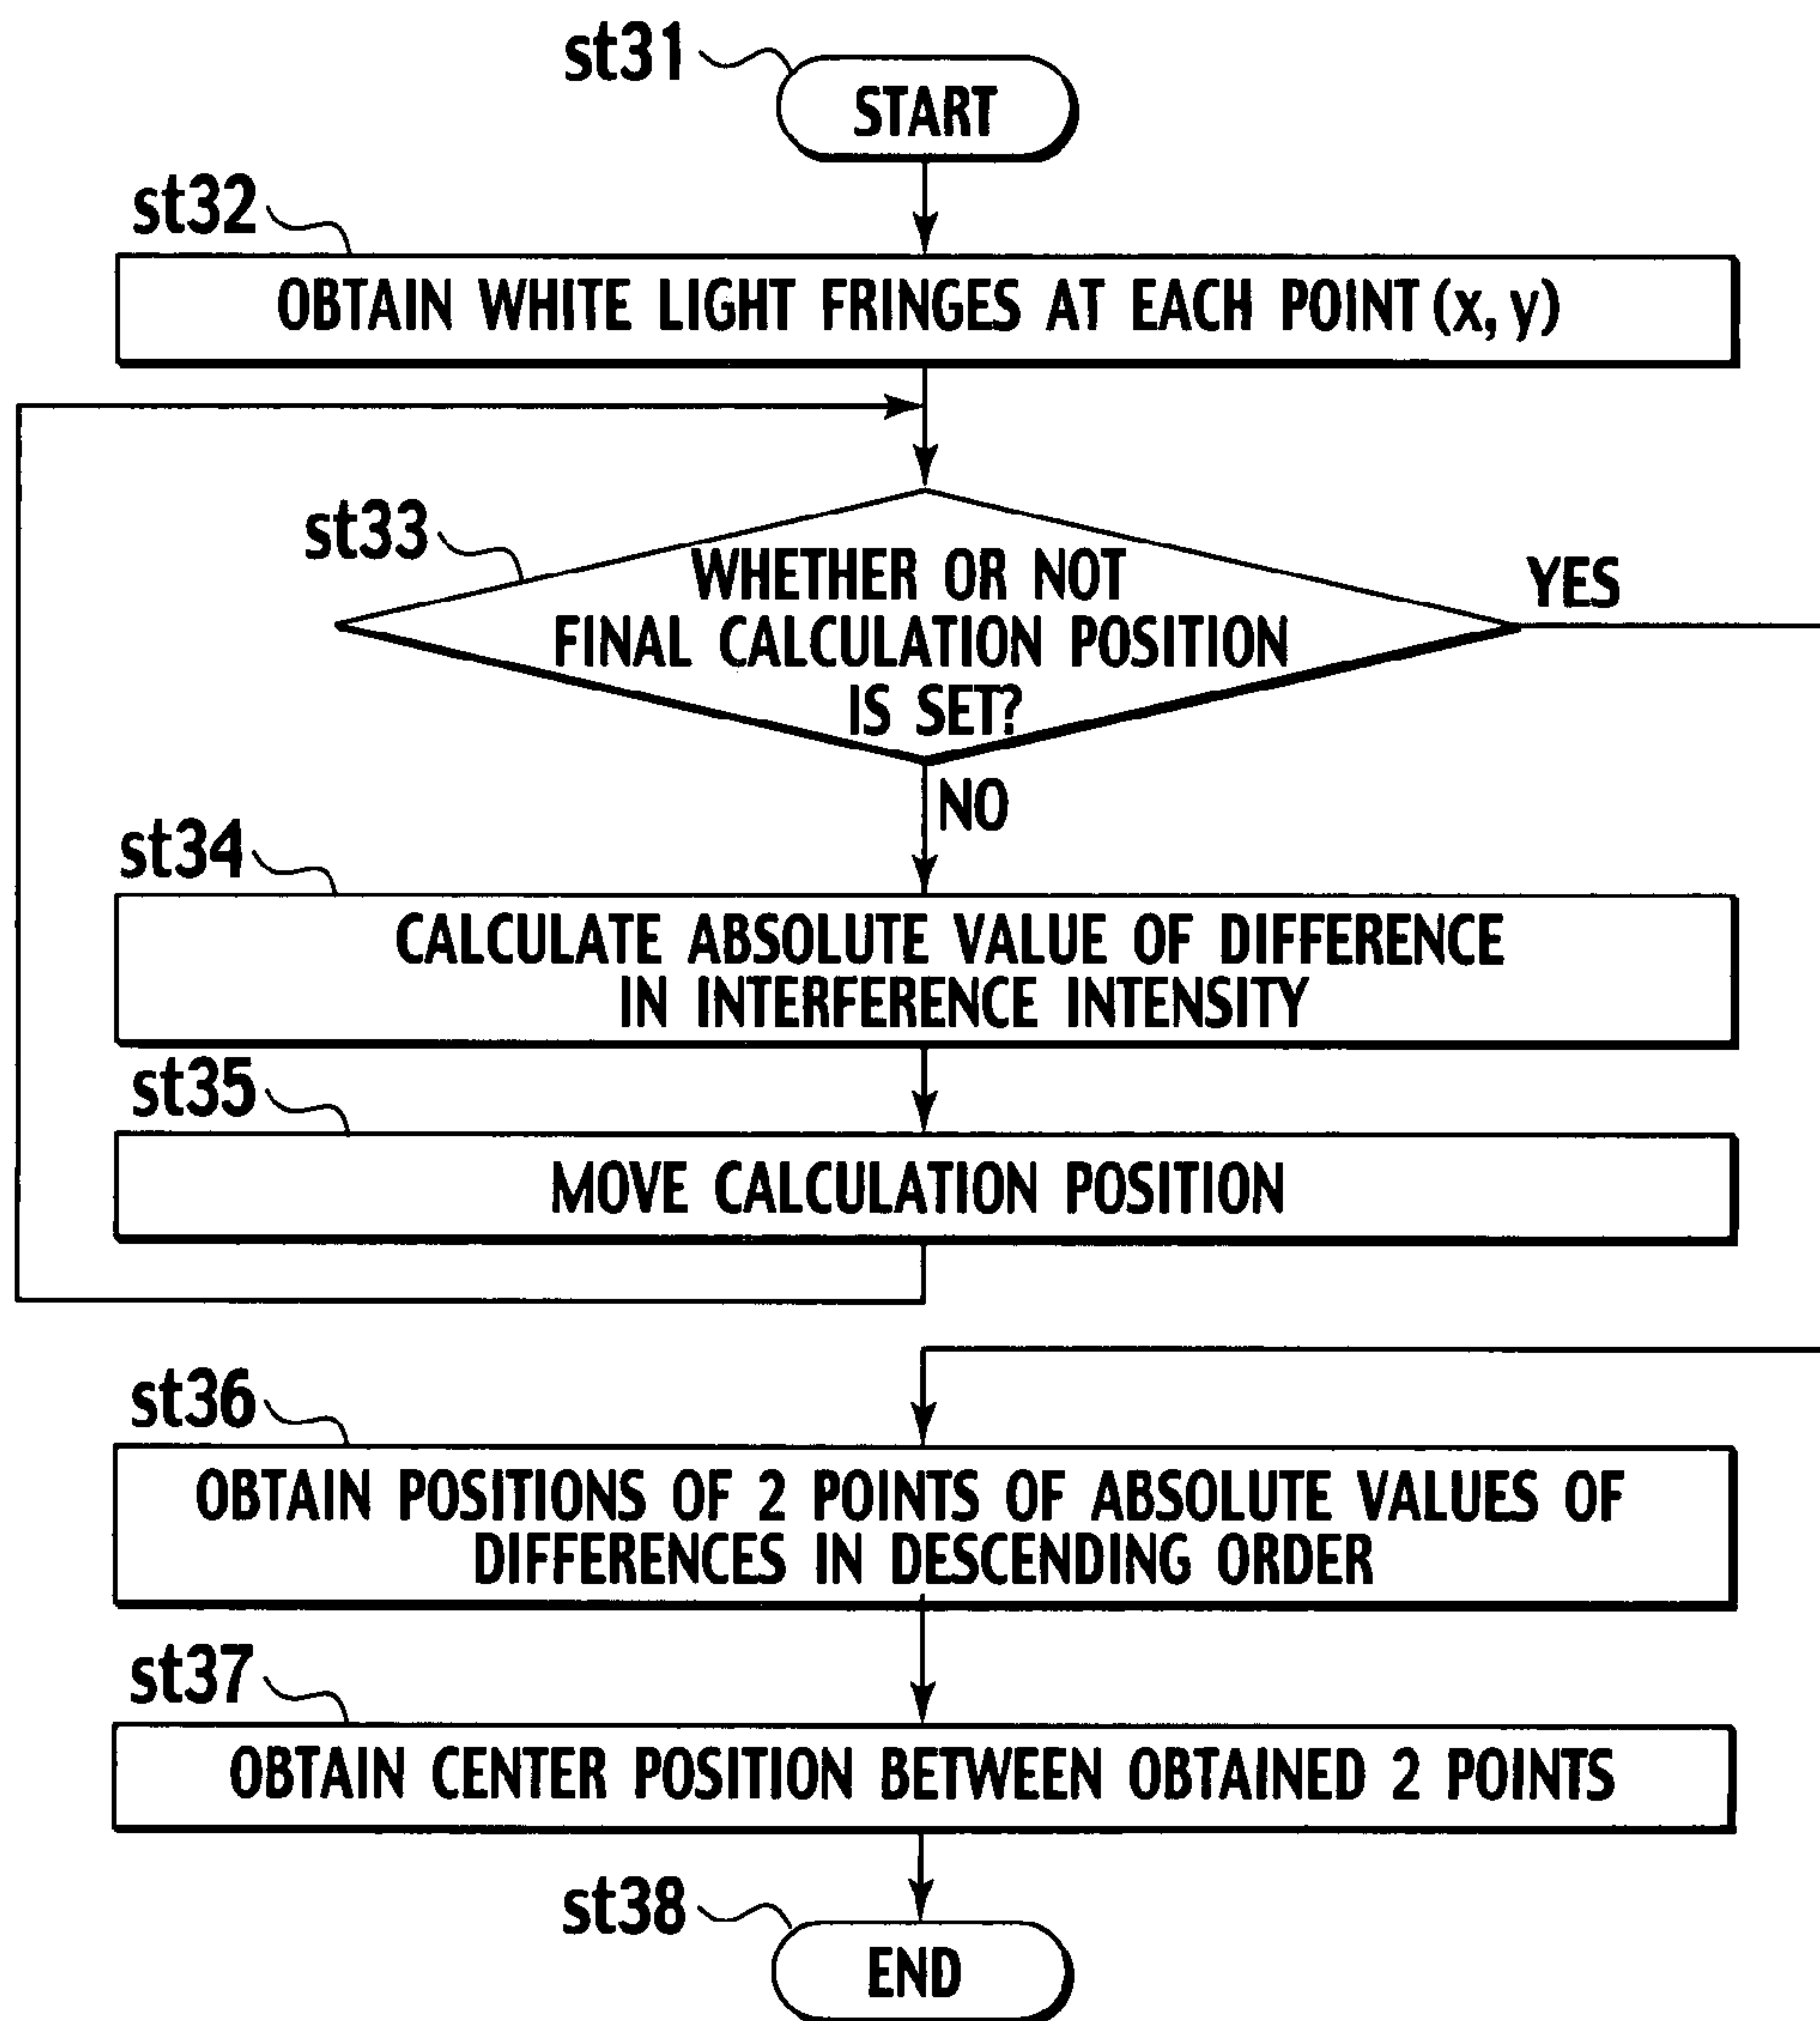 st31
START
st32
OBTAIN WHITE LIGHT FRINGES AT EACH POINT (x, y)
st33
WHETHER OR NOT
FINAL CALCULATION POSITION
IS SET?
YES
NO
st34
CALCULATE ABSOLUTE VALUE OF DIFFERENCE
IN INTERFERENCE INTENSITY
st35
MOVE CALCULATION POSITION
st36
OBTAIN POSITIONS OF 2 POINTS OF ABSOLUTE VALUES OF
DIFFERENCES IN DESCENDING ORDER
st37
OBTAIN CENTER POSITION BETWEEN OBTAINED 2 POINTS
st38
END